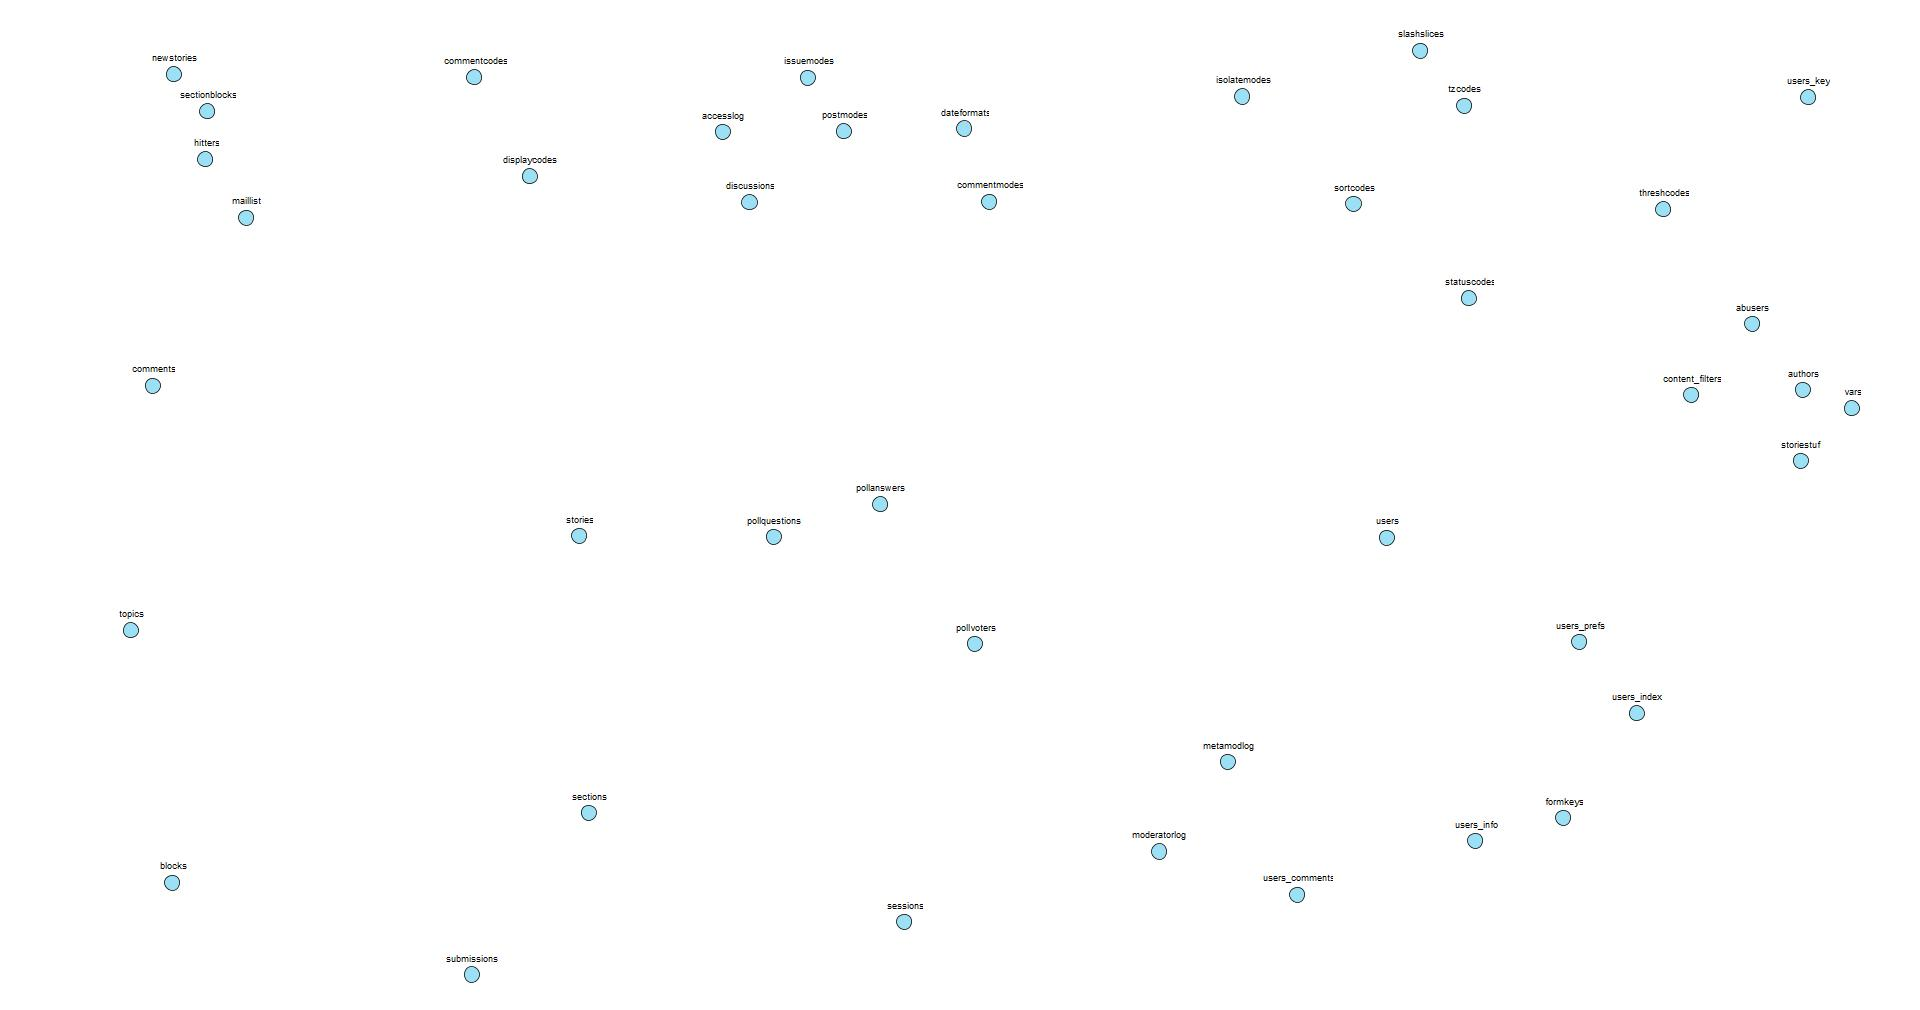 slashslices
newstories
commentcodes
issuemodes
isolatemodes
users_key
tzcodes
sectionblocks
dateformats
accesslog
postmodes
hitters
displaycodes
discussions
commentmodes
sortcodes
threshcodes
maillist
statuscodes
abusers
comments
authors
content_filters
vars
storiestuf
pollanswers
stories
pollquestions
users
topics
users_prefs
pollvoters
users_index
metamodlog
sections
formkeys
users_info
moderatorlog
blocks
users_comments
sessions
submissions